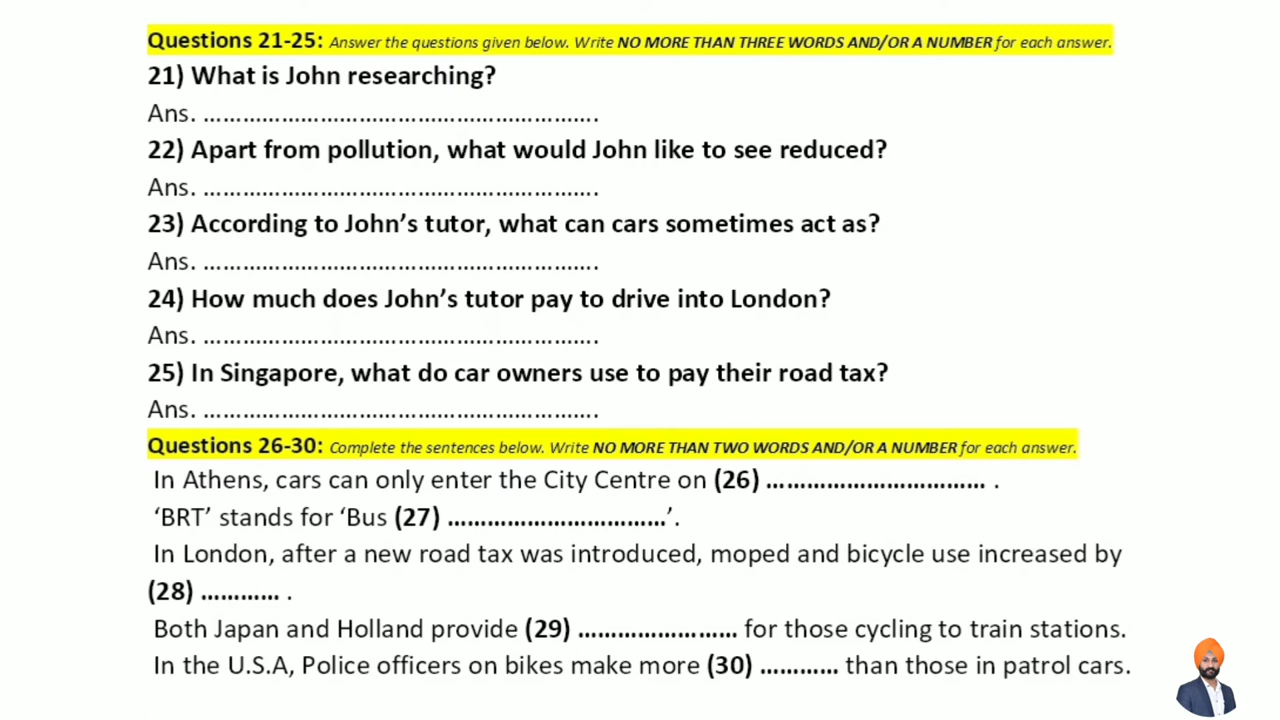 Questions 21-25: Answer the questions given below. Write NO MORE THAN THREE WORDS AND/OR A NUMBER for each answer.
21) What is John researching?
Ans. ……………………………………………………….
22) Apart from pollution, what would John like to see reduced?
Ans. ……………………………………………………….
23) According to John’s tutor, what can cars sometimes act as?
Ans. ……………………………………………………….
24) How much does John’s tutor pay to drive into London?
Ans. ……………………………………………………….
25) In Singapore, what do car owners use to pay their road tax?
Ans. ……………………………………………………….
Questions 26-30: Complete the sentences below. Write NO MORE THAN TWO WORDS AND/OR A NUMBER for each answer.
In Athens, cars can only enter the City Centre on (26) …………………………… .
‘BRT’ stands for ‘Bus (27) ……………………………’.
In London, after a new road tax was introduced, moped and bicycle use increased by
(28) ………… .
Both Japan and Holland provide (29) …………………… for those cycling to train stations.
In the U.S.A, Police officers on bikes make more (30) ………… than those in patrol cars.